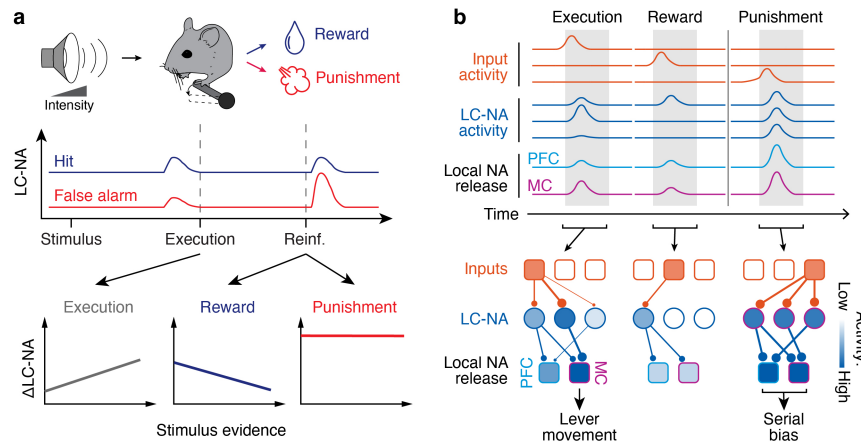 a
Reward
Punishment
Intensity
LC-NA
Hit
False alarm
Stimulus
Execution
Reinf.
Execution
Reward
Punishment
ΔLC-NA
Stimulus evidence
b
Execution
Reward
Punishment
Input
activity
LC-NA
activity
Local NA
release
PFC
MC
Time
Inputs
LC-NA
Local NA
release
PFC
MC
Lever
movement
Serial
bias
Low
High
Activity: